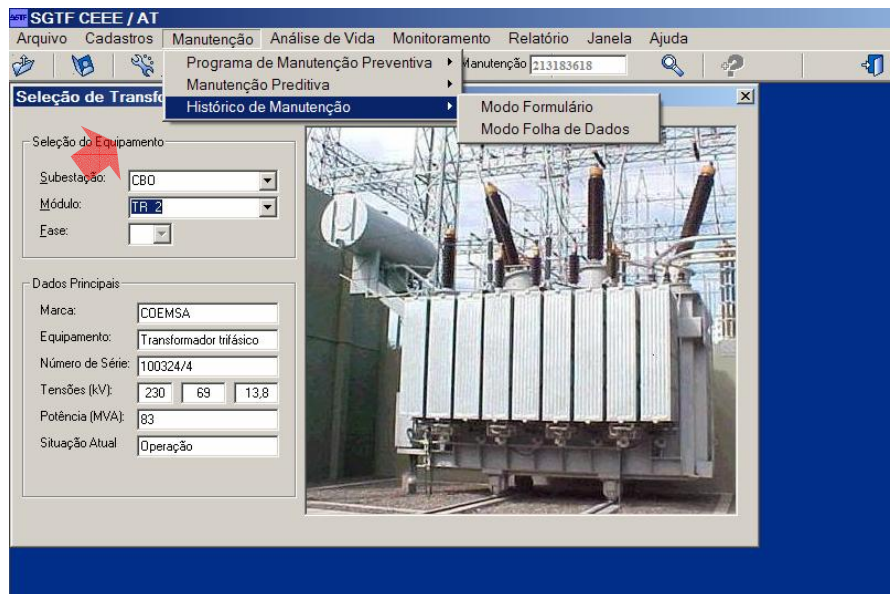 SGTF SGTF CEEE / AT
Arquivo Cadastros Manutenção Análise de Vida Monitoramento Relatório Janela Ajuda
Programa de Manutenção Preventiva
Manutenção Preditiva
Histórico de Manutenção
Manutenção 213183618
Modo Formulário
Modo Folha de Dados
Seleção de Transfo
Seleção do Equipamento
Subestação: CBO
Módulo: TR 2
Fase:
Dados Principais
Marca: COEMSA
Equipamento: Transformador trifásico
Número de Série: 100324/4
Tensões (kV): 230 69 13,8
Potência (MVA): 83
Situação Atual Operação